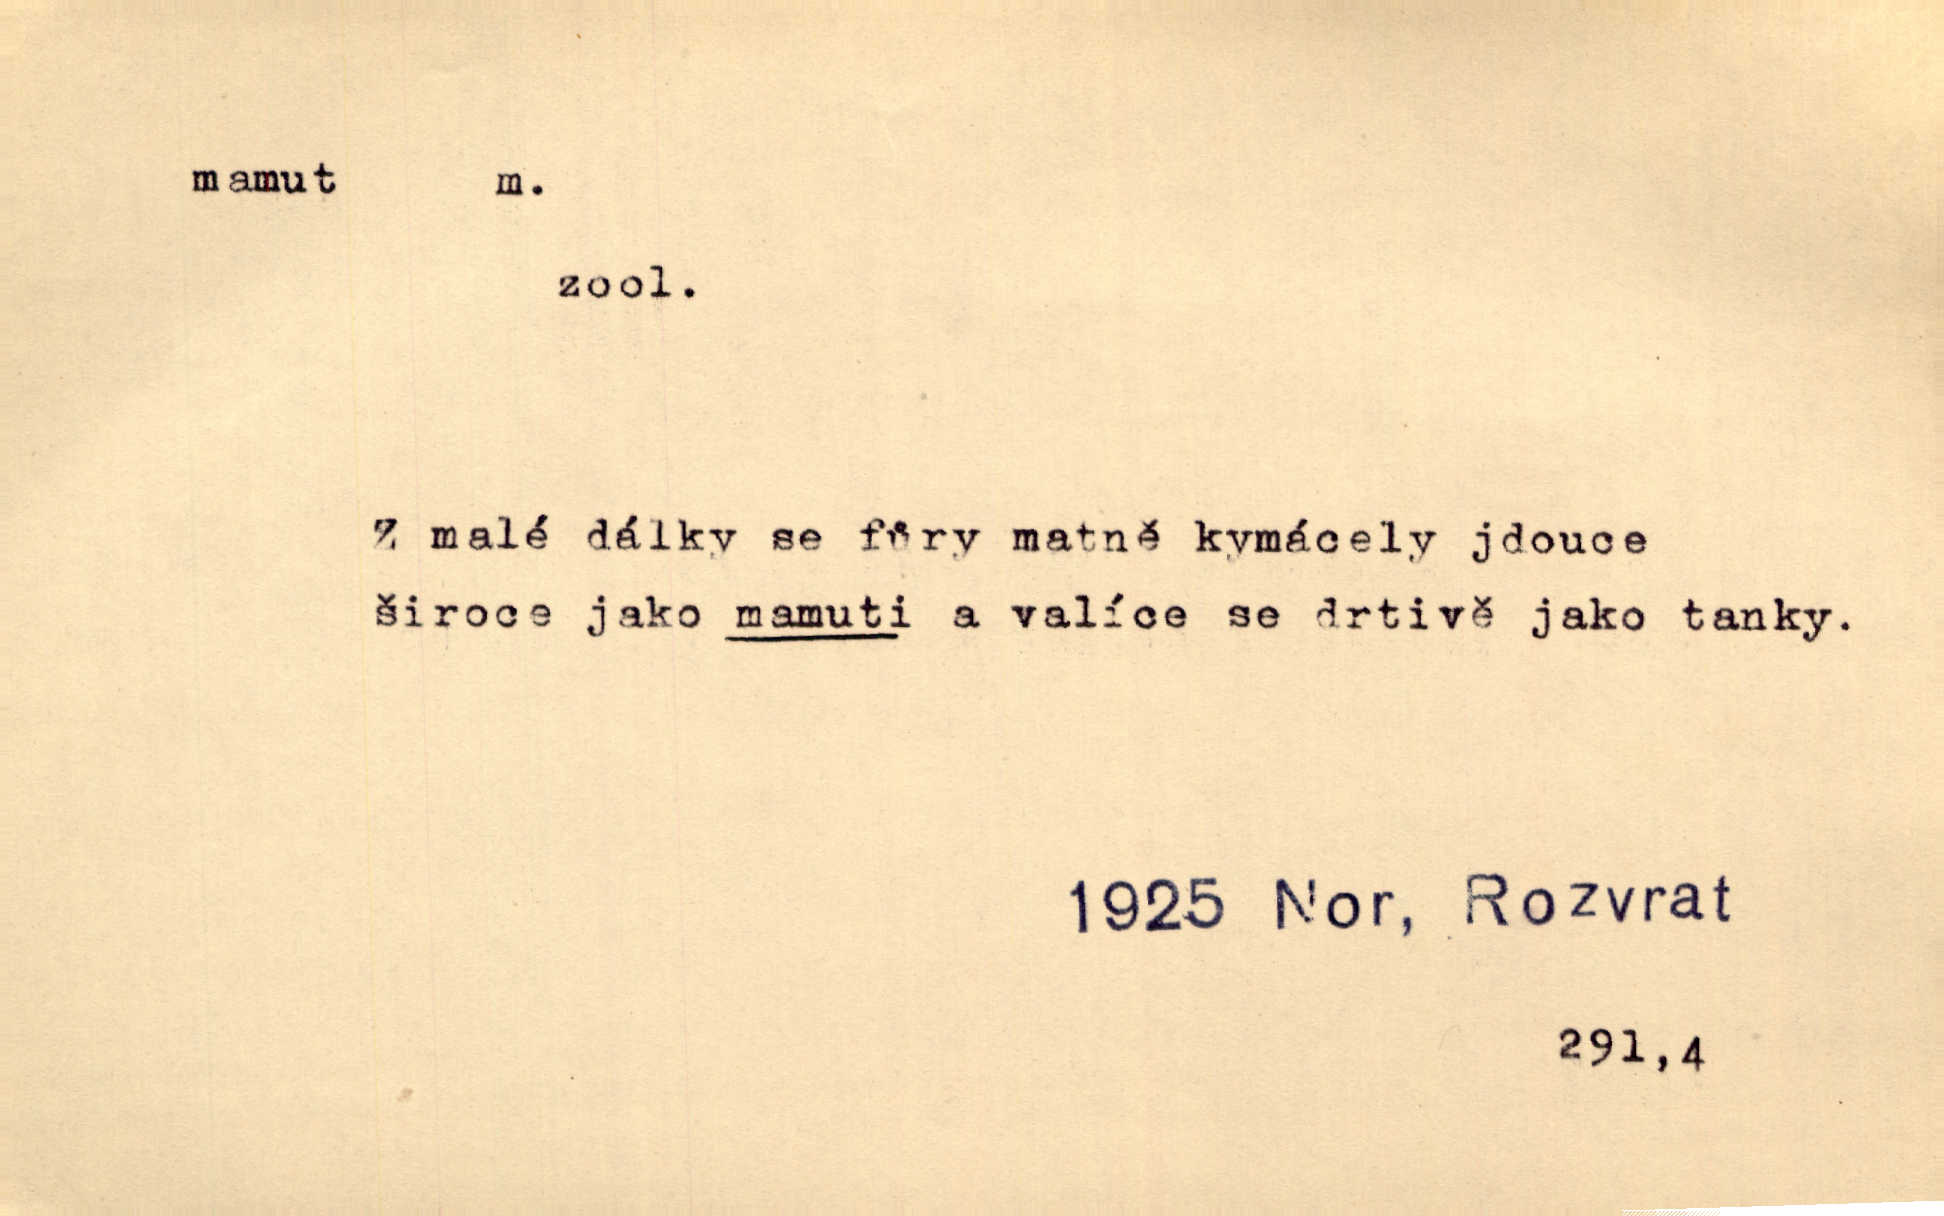 mamut m.
zool.
Z malé dálky se fůry matně kymácely jdouce
široce jako mamuti a valíce se drtivě jako tanky.
1925 Nor, Rozvrat
291,4